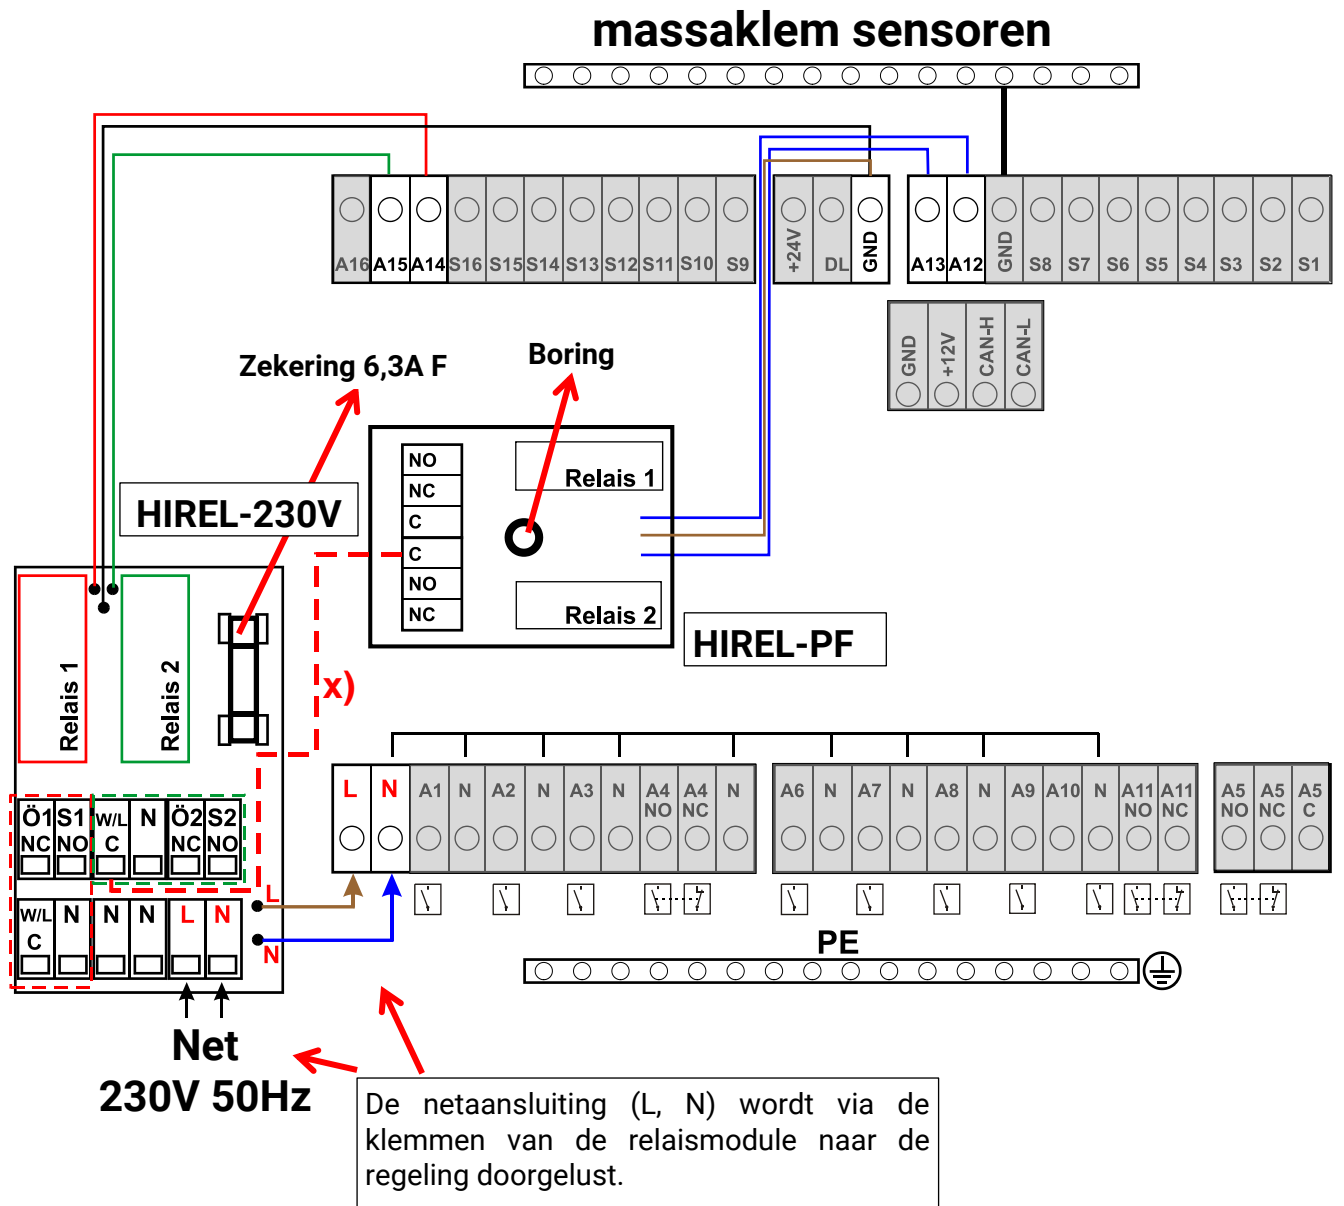 massaklem sensoren
A16 A15 A14 S16 S15 S14 S13 S12 S11 S10 S9
+24V DL GND
A13 A12 GND S8 S7 S6 S5 S4 S3 S2 S1
GND +12V CAN-H CAN-L
Zekering 6,3A F
Boring
HIREL-230V
NO
NC
C
C
NO
NC
Relais 1
Relais 2
HIREL-PF
Relais 1
Relais 2
x)
L N A1 N A2 N A3 N A4 NO A4 NC N
A6 N A7 N A8 N A9 A10 N A11 NO A11 NC
A5 NO A5 NC A5 C
Ö1 NC S1 NO W/L C N Ö2 NC S2 NO
W/L C N N N L N
L
N
PE
Net
230V 50Hz
De netaansluiting (L, N) wordt via de
klemmen van de relaismodule naar de
regeling doorgelust.